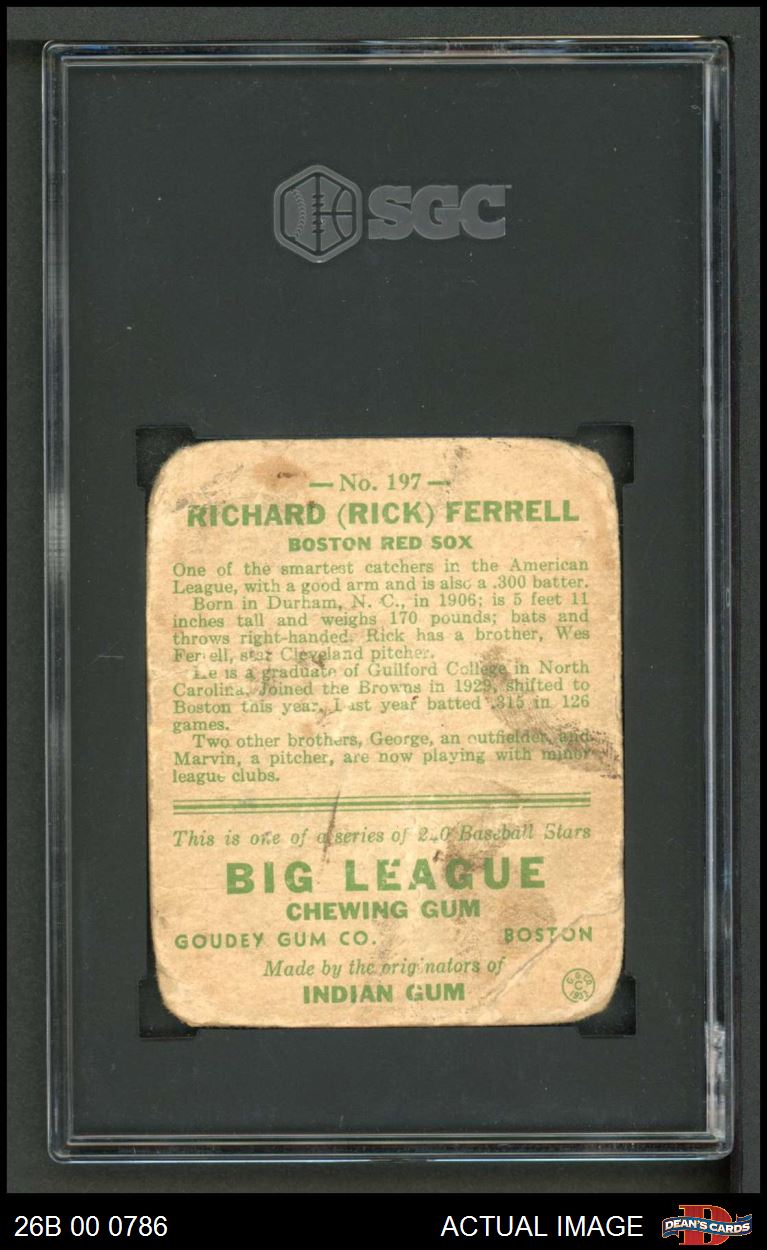 SGC
— No. 197 —
RICHARD (RICK) FERRELL
BOSTON RED SOX
One of the smartest catchers in the American
League, with a good arm and is also a .300 batter.
Born in Durham, N. C., in 1906; is 5 feet 11
inches tall and weighs 170 pounds; bats and
throws right-handed. Rick has a brother, Wes
Ferrell, star Cleveland pitcher.
He is a graduate of Guilford College in North
Carolina. Joined the Browns in 1929, shifted to
Boston this year. Last year batted .315 in 126
games.
Two other brothers, George, an outfielder, and
Marvin, a pitcher, are now playing with minor
league clubs.
This is one of a series of 240 Baseball Stars
BIG LEAGUE
CHEWING GUM
GOUDEY GUM CO. BOSTON
Made by the originators of
INDIAN GUM
G. G. Co.
C
1933
26B 00 0786 ACTUAL IMAGE DEAN'S CARDS